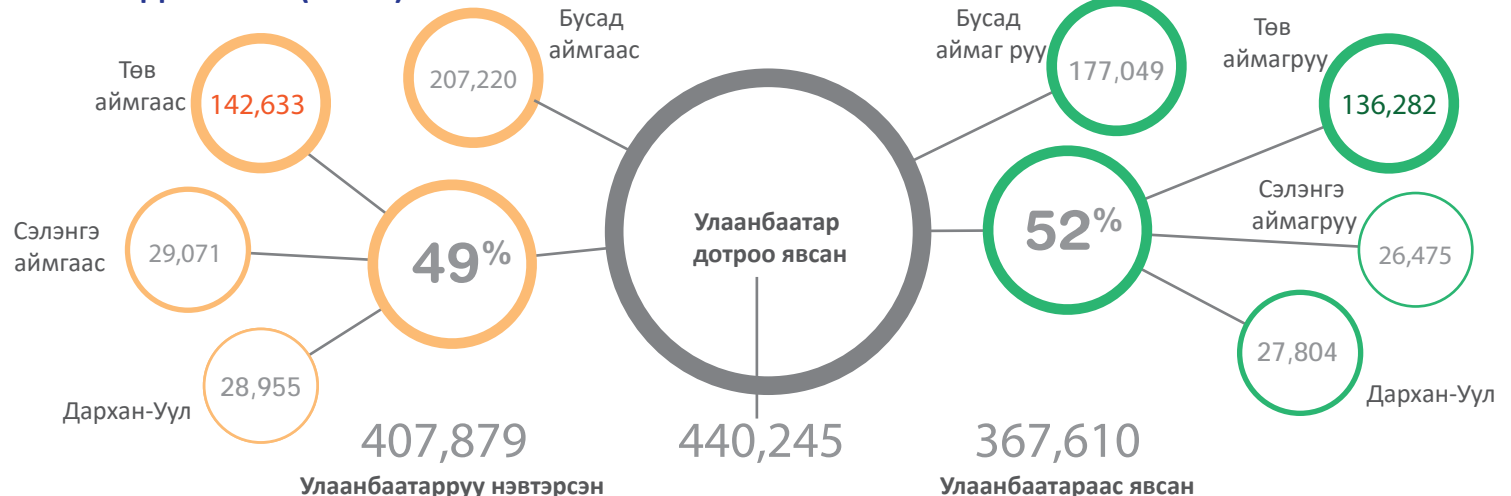 Төв
аймгаас
142,633
Бусад
аймгаас
207,220
Сэлэнгэ
аймгаас
29,071
49%
Дархан-Уул
28,955
407,879
Улаанбаатарруу нэвтэрсэн
Улаанбаатар
дотроо явсан
440,245
Бусад
аймаг руу
177,049
Төв
аймагруу
136,282
52%
Сэлэнгэ
аймагруу
26,475
27,804
Дархан-Уул
367,610
Улаанбаатараас явсан